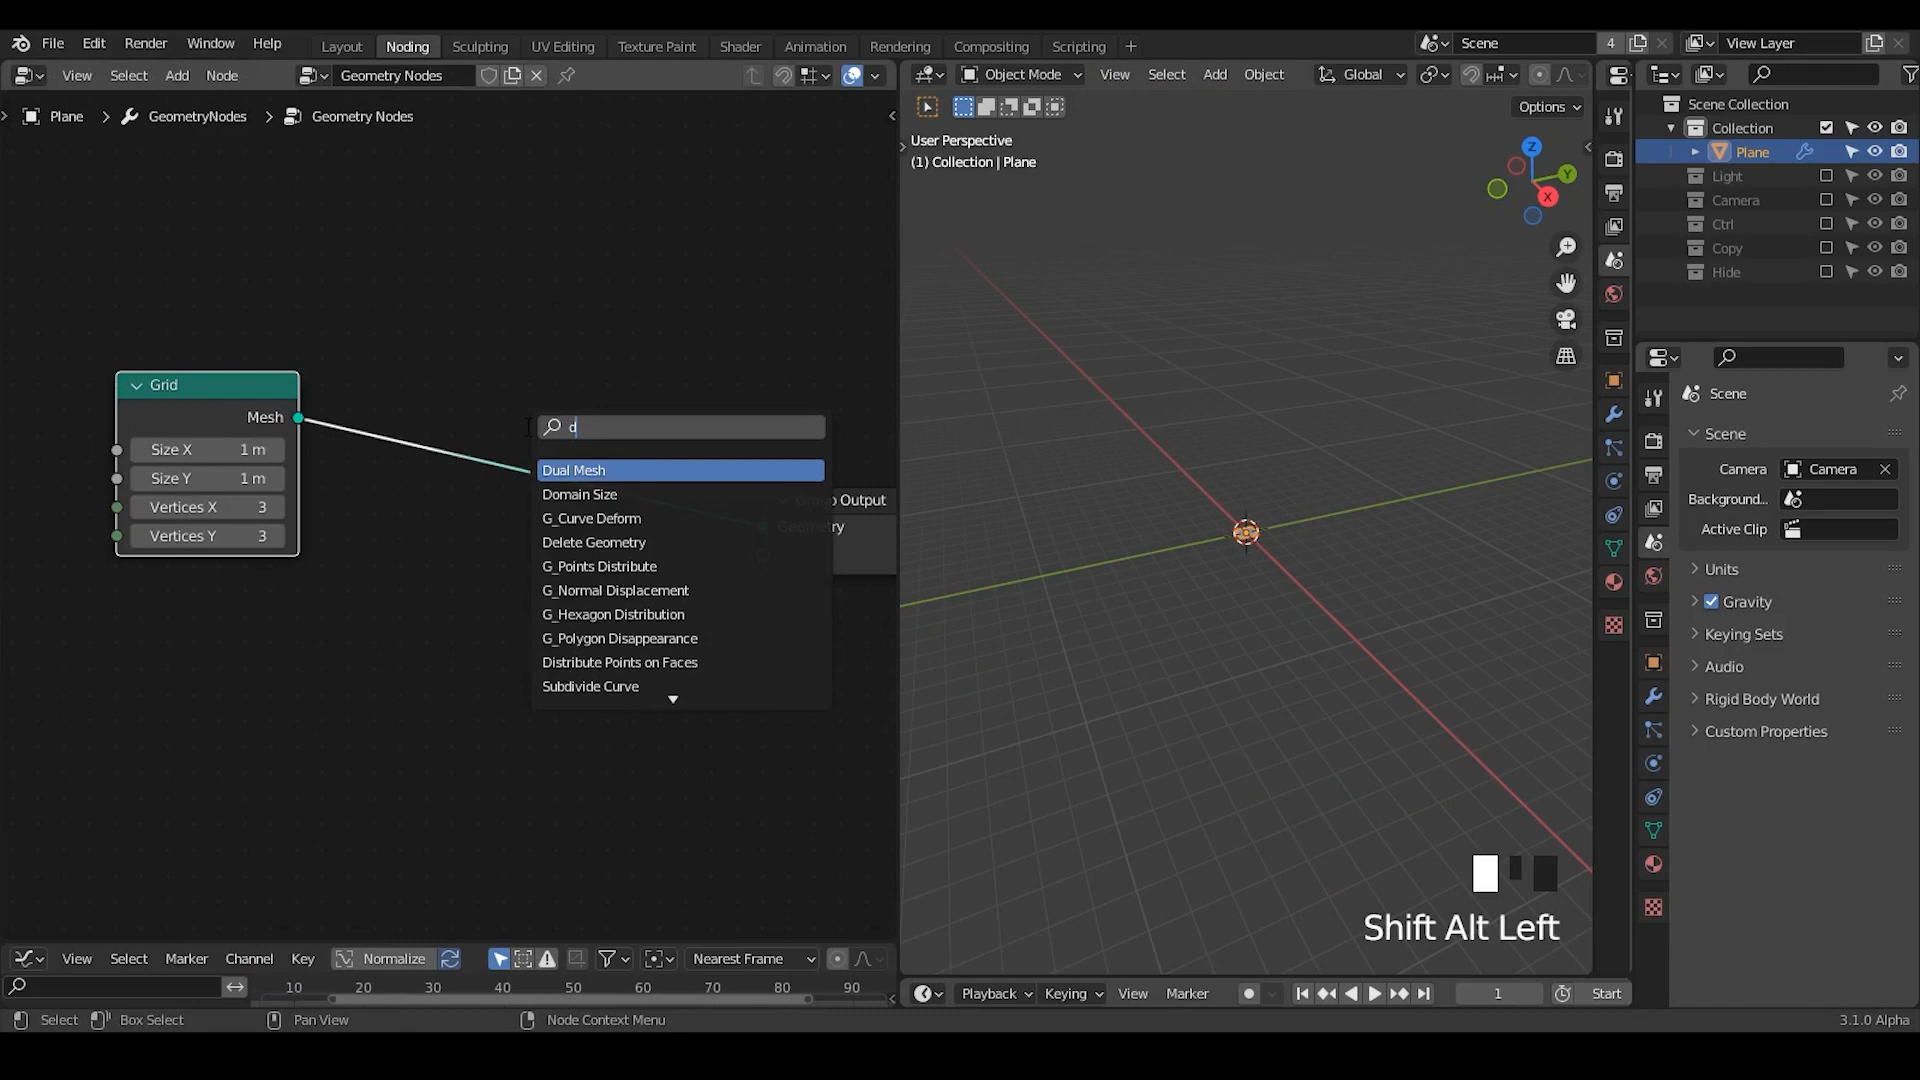 File Edit Render Window Help Layout Noding Sculpting UV Editing Texture Paint Shader Animation Rendering Compositing Scripting + Scene 4 View Layer
View Select Add Node Geometry Nodes Object Mode View Select Add Object Global
Options
Plane > GeometryNodes > Geometry Nodes
User Perspective
(1) Collection | Plane
Z
Y
X
Scene Collection
Collection
Plane
Light
Camera
Ctrl
Copy
Hide
Grid
Mesh
Size X 1 m
Size Y 1 m
Vertices X 3
Vertices Y 3
d
Dual Mesh
Domain Size
G_Curve Deform
Delete Geometry
G_Points Distribute
G_Normal Displacement
G_Hexagon Distribution
G_Polygon Disappearance
Distribute Points on Faces
Subdivide Curve
Output
Geometry
Scene
Scene
Camera Camera
Background...
Active Clip
Units
Gravity
Keying Sets
Audio
Rigid Body World
Custom Properties
Shift Alt Left
View Select Marker Channel Key Normalize Nearest Frame
10 20 30 40 50 60 70 80 90
Playback Keying View Marker 1 Start
Select Box Select Pan View Node Context Menu 3.1.0 Alpha